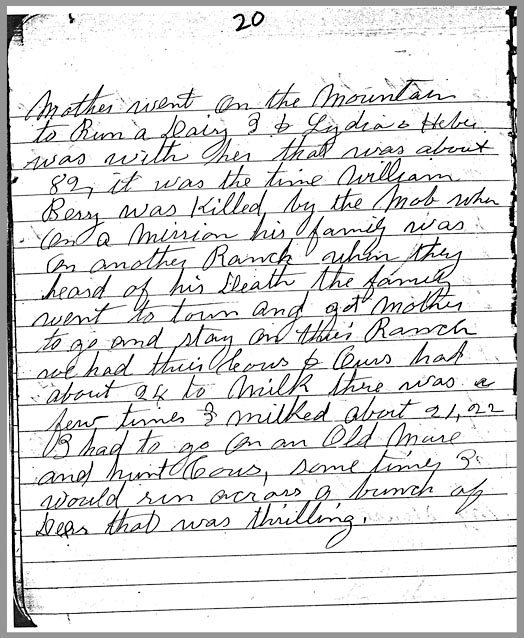 20
Mother went on the Mountain
to Run a Dairy I & Lydia & Heber
was with her that was about
82, it was the time William
Berry was Killed by the Mob when
on a Mission his family was
on another Ranch when they
heard of his Death the family
went to town and got Mother
to go and stay on their Ranch
we had their Cows & Ours had
about 24 to Milk there was a
few times I milked about 21, 22
I had to go on an Old Mare
and hunt Cows, some times I
would run across a bunch of
Deer that was thrilling.